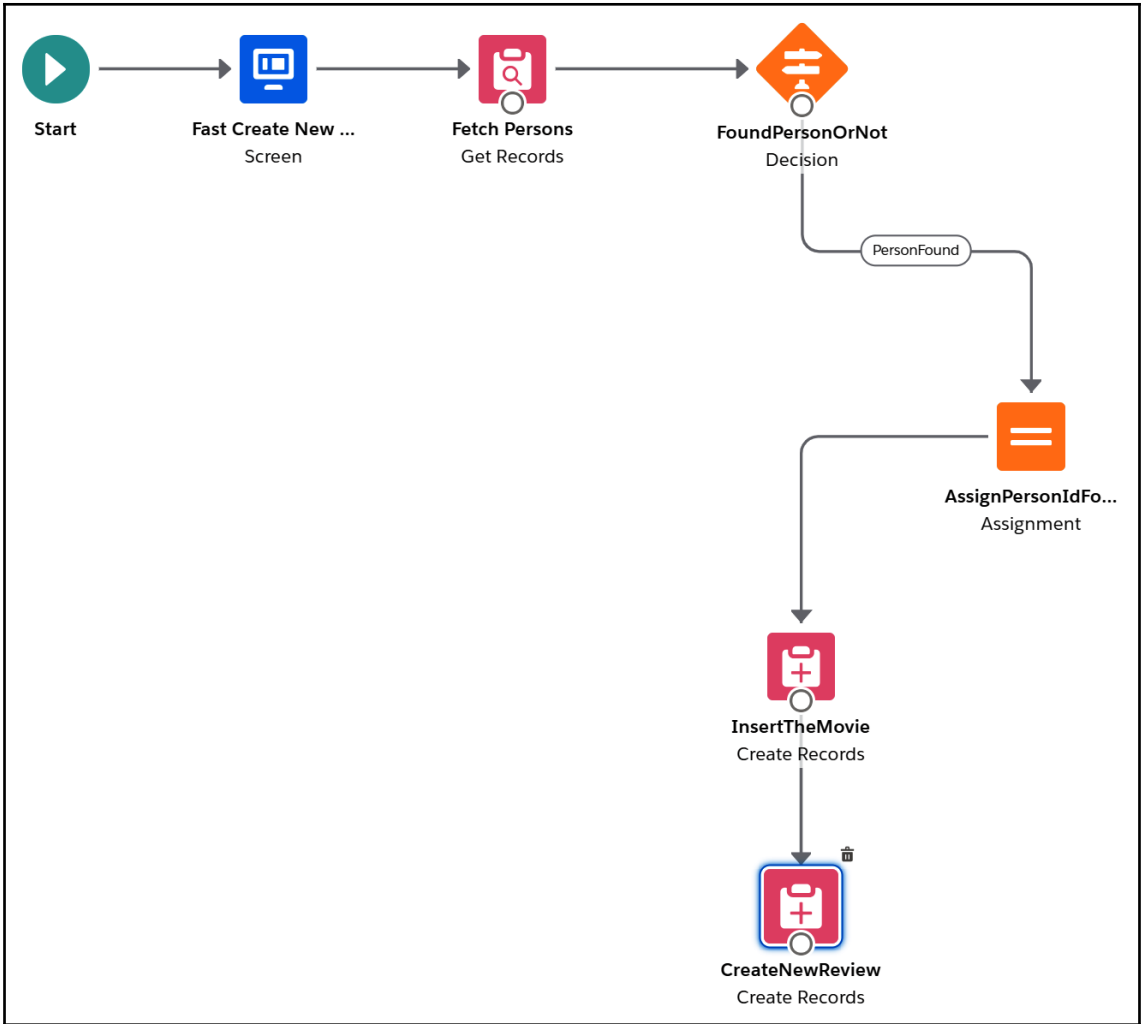 Start
Fast Create New ...
Screen
Fetch Persons
Get Records
FoundPersonOrNot
Decision
PersonFound
AssignPersonIdFo...
Assignment
InsertTheMovie
Create Records
CreateNewReview
Create Records